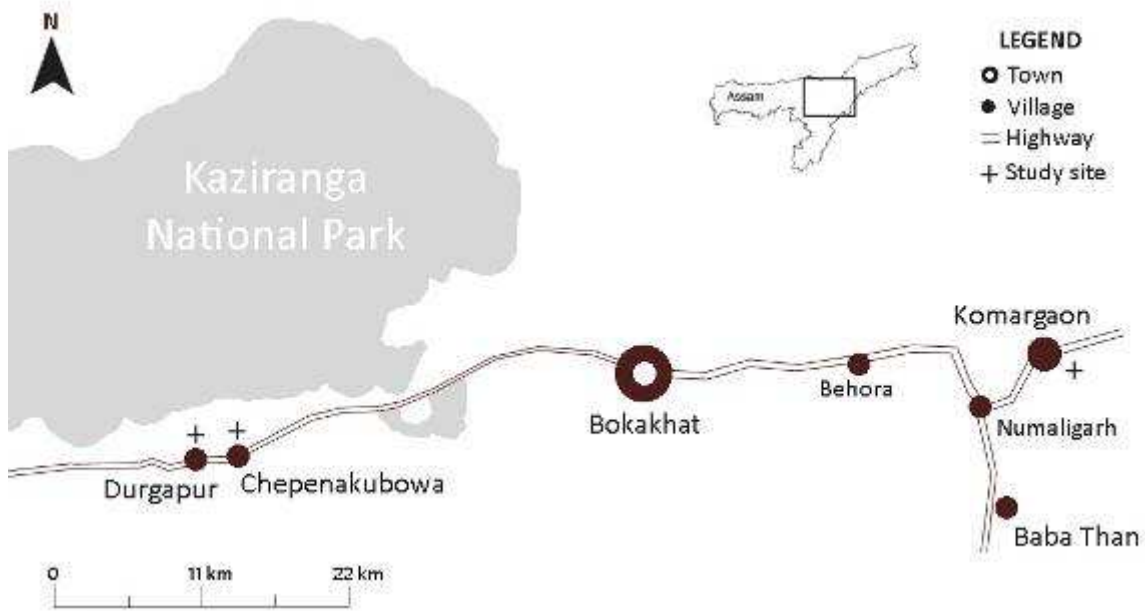 N
LEGEND
Town
Village
Highway
Study site
Assam
Kaziranga
National Park
Komargaon
Behora
Bokakhat
Numaligarh
Durgapur
Chepenakubowa
Baba Than
0 11 km 22 km